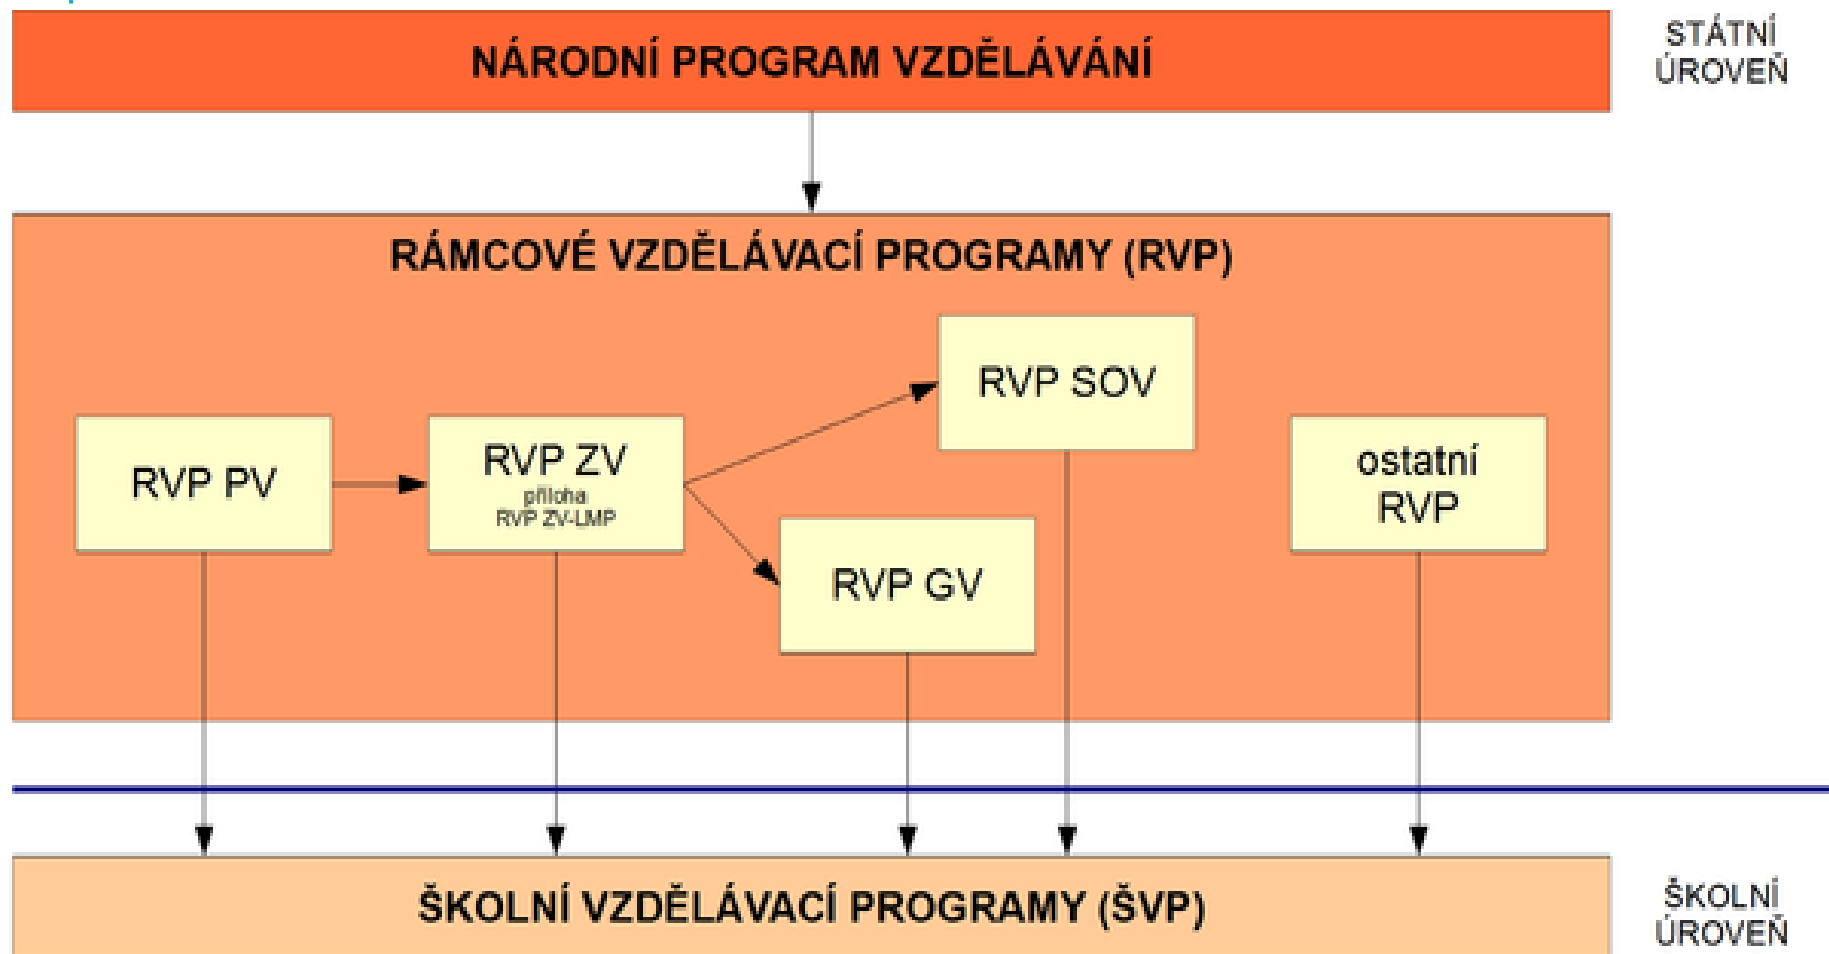 NÁRODNÍ PROGRAM VZDĚLÁVÁNÍ
STÁTNÍ
ÚROVEŇ
RÁMCOVÉ VZDĚLÁVACÍ PROGRAMY (RVP)
RVP PV
RVP ZV
příloha
RVP ZV-LMP
RVP SOV
RVP GV
ostatní
RVP
ŠKOLNÍ VZDĚLÁVACÍ PROGRAMY (ŠVP)
ŠKOLNÍ
ÚROVEŇ